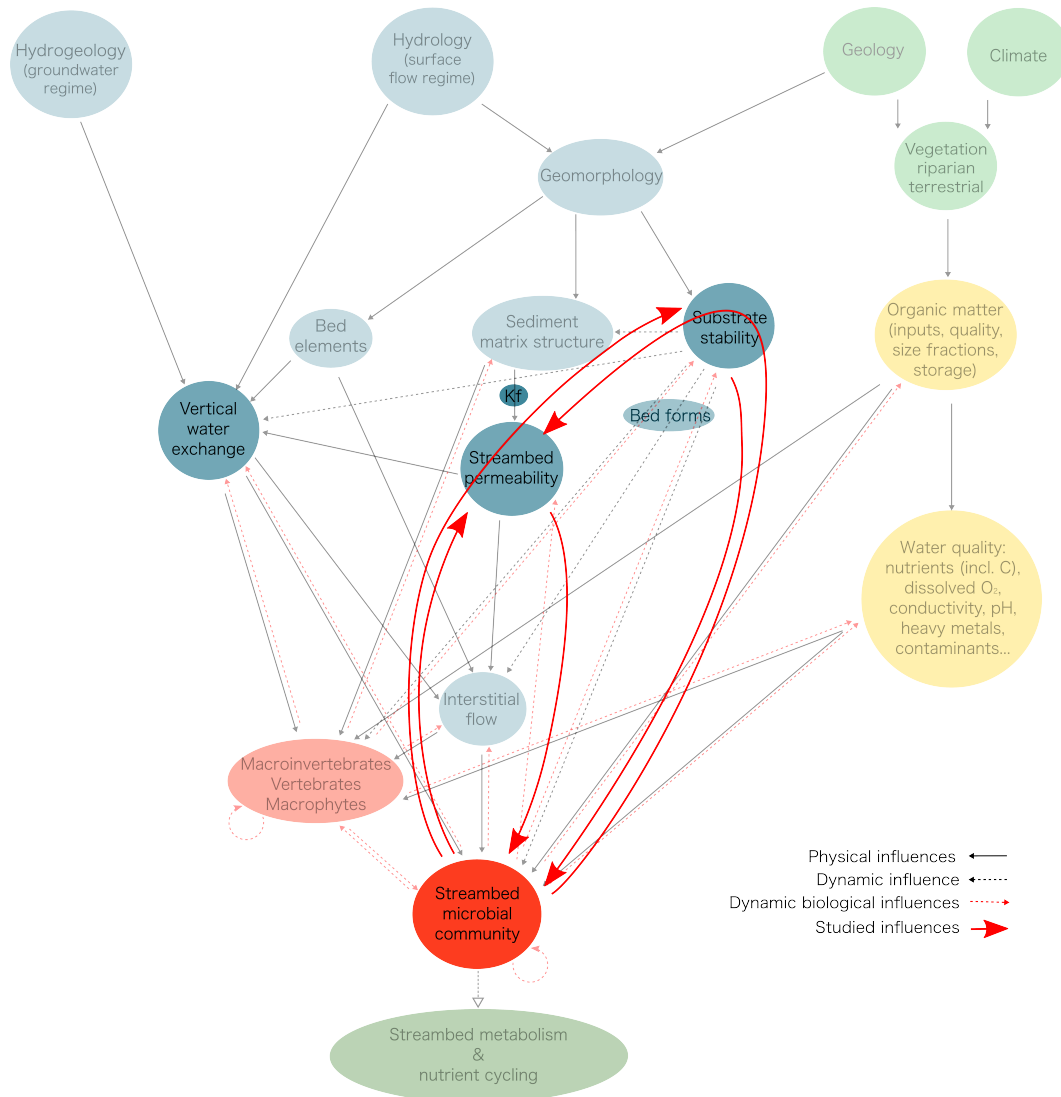 Hydrogeology
(groundwater
regime)
Hydrology
(surface
flow regime)
Geology
Climate
Geomorphology
Vegetation
riparian
terrestrial
Bed
elements
Sediment
matrix structure
Substrate
stability
Organic matter
(inputs, quality,
size fractions,
storage)
Kf
Bed forms
Vertical
water
exchange
Streambed
permeability
Water quality:
nutrients (incl. C),
dissolved O₂,
conductivity, pH,
heavy metals,
contaminants...
Interstitial
flow
Macroinvertebrates
Vertebrates
Macrophytes
Streambed
microbial
community
Physical influences
Dynamic influence
Dynamic biological influences
Studied influences
Streambed metabolism
&
nutrient cycling